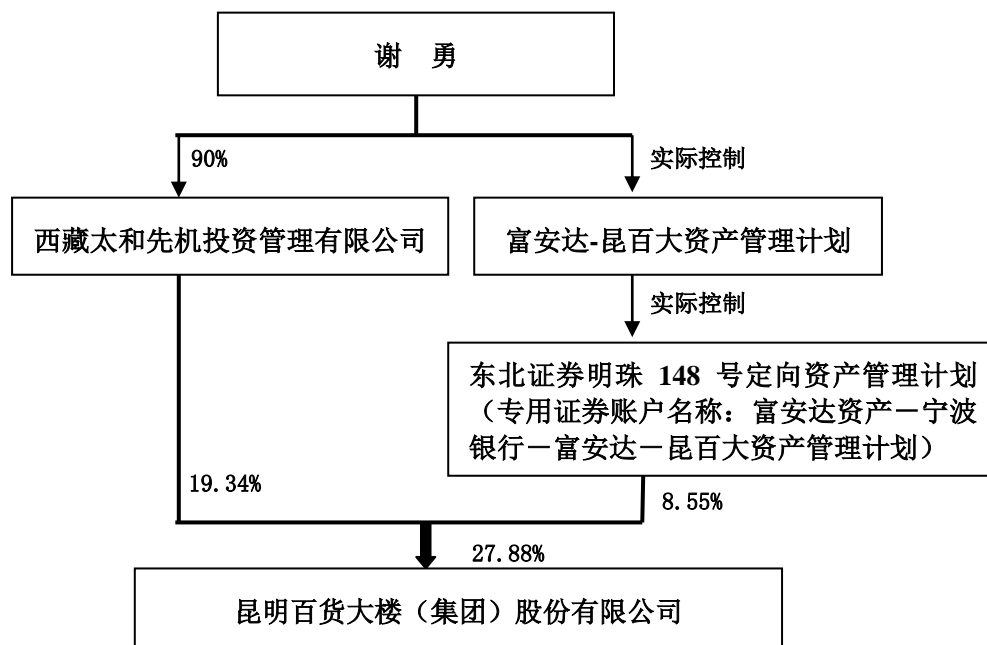 谢 勇
90%
实际控制
西藏太和先机投资管理有限公司
富安达-昆百大资产管理计划
实际控制
东北证券明珠 148 号定向资产管理计划
（专用证券账户名称：富安达资产－宁波
银行－富安达－昆百大资产管理计划）
19.34%
8.55%
27.88%
昆明百货大楼（集团）股份有限公司